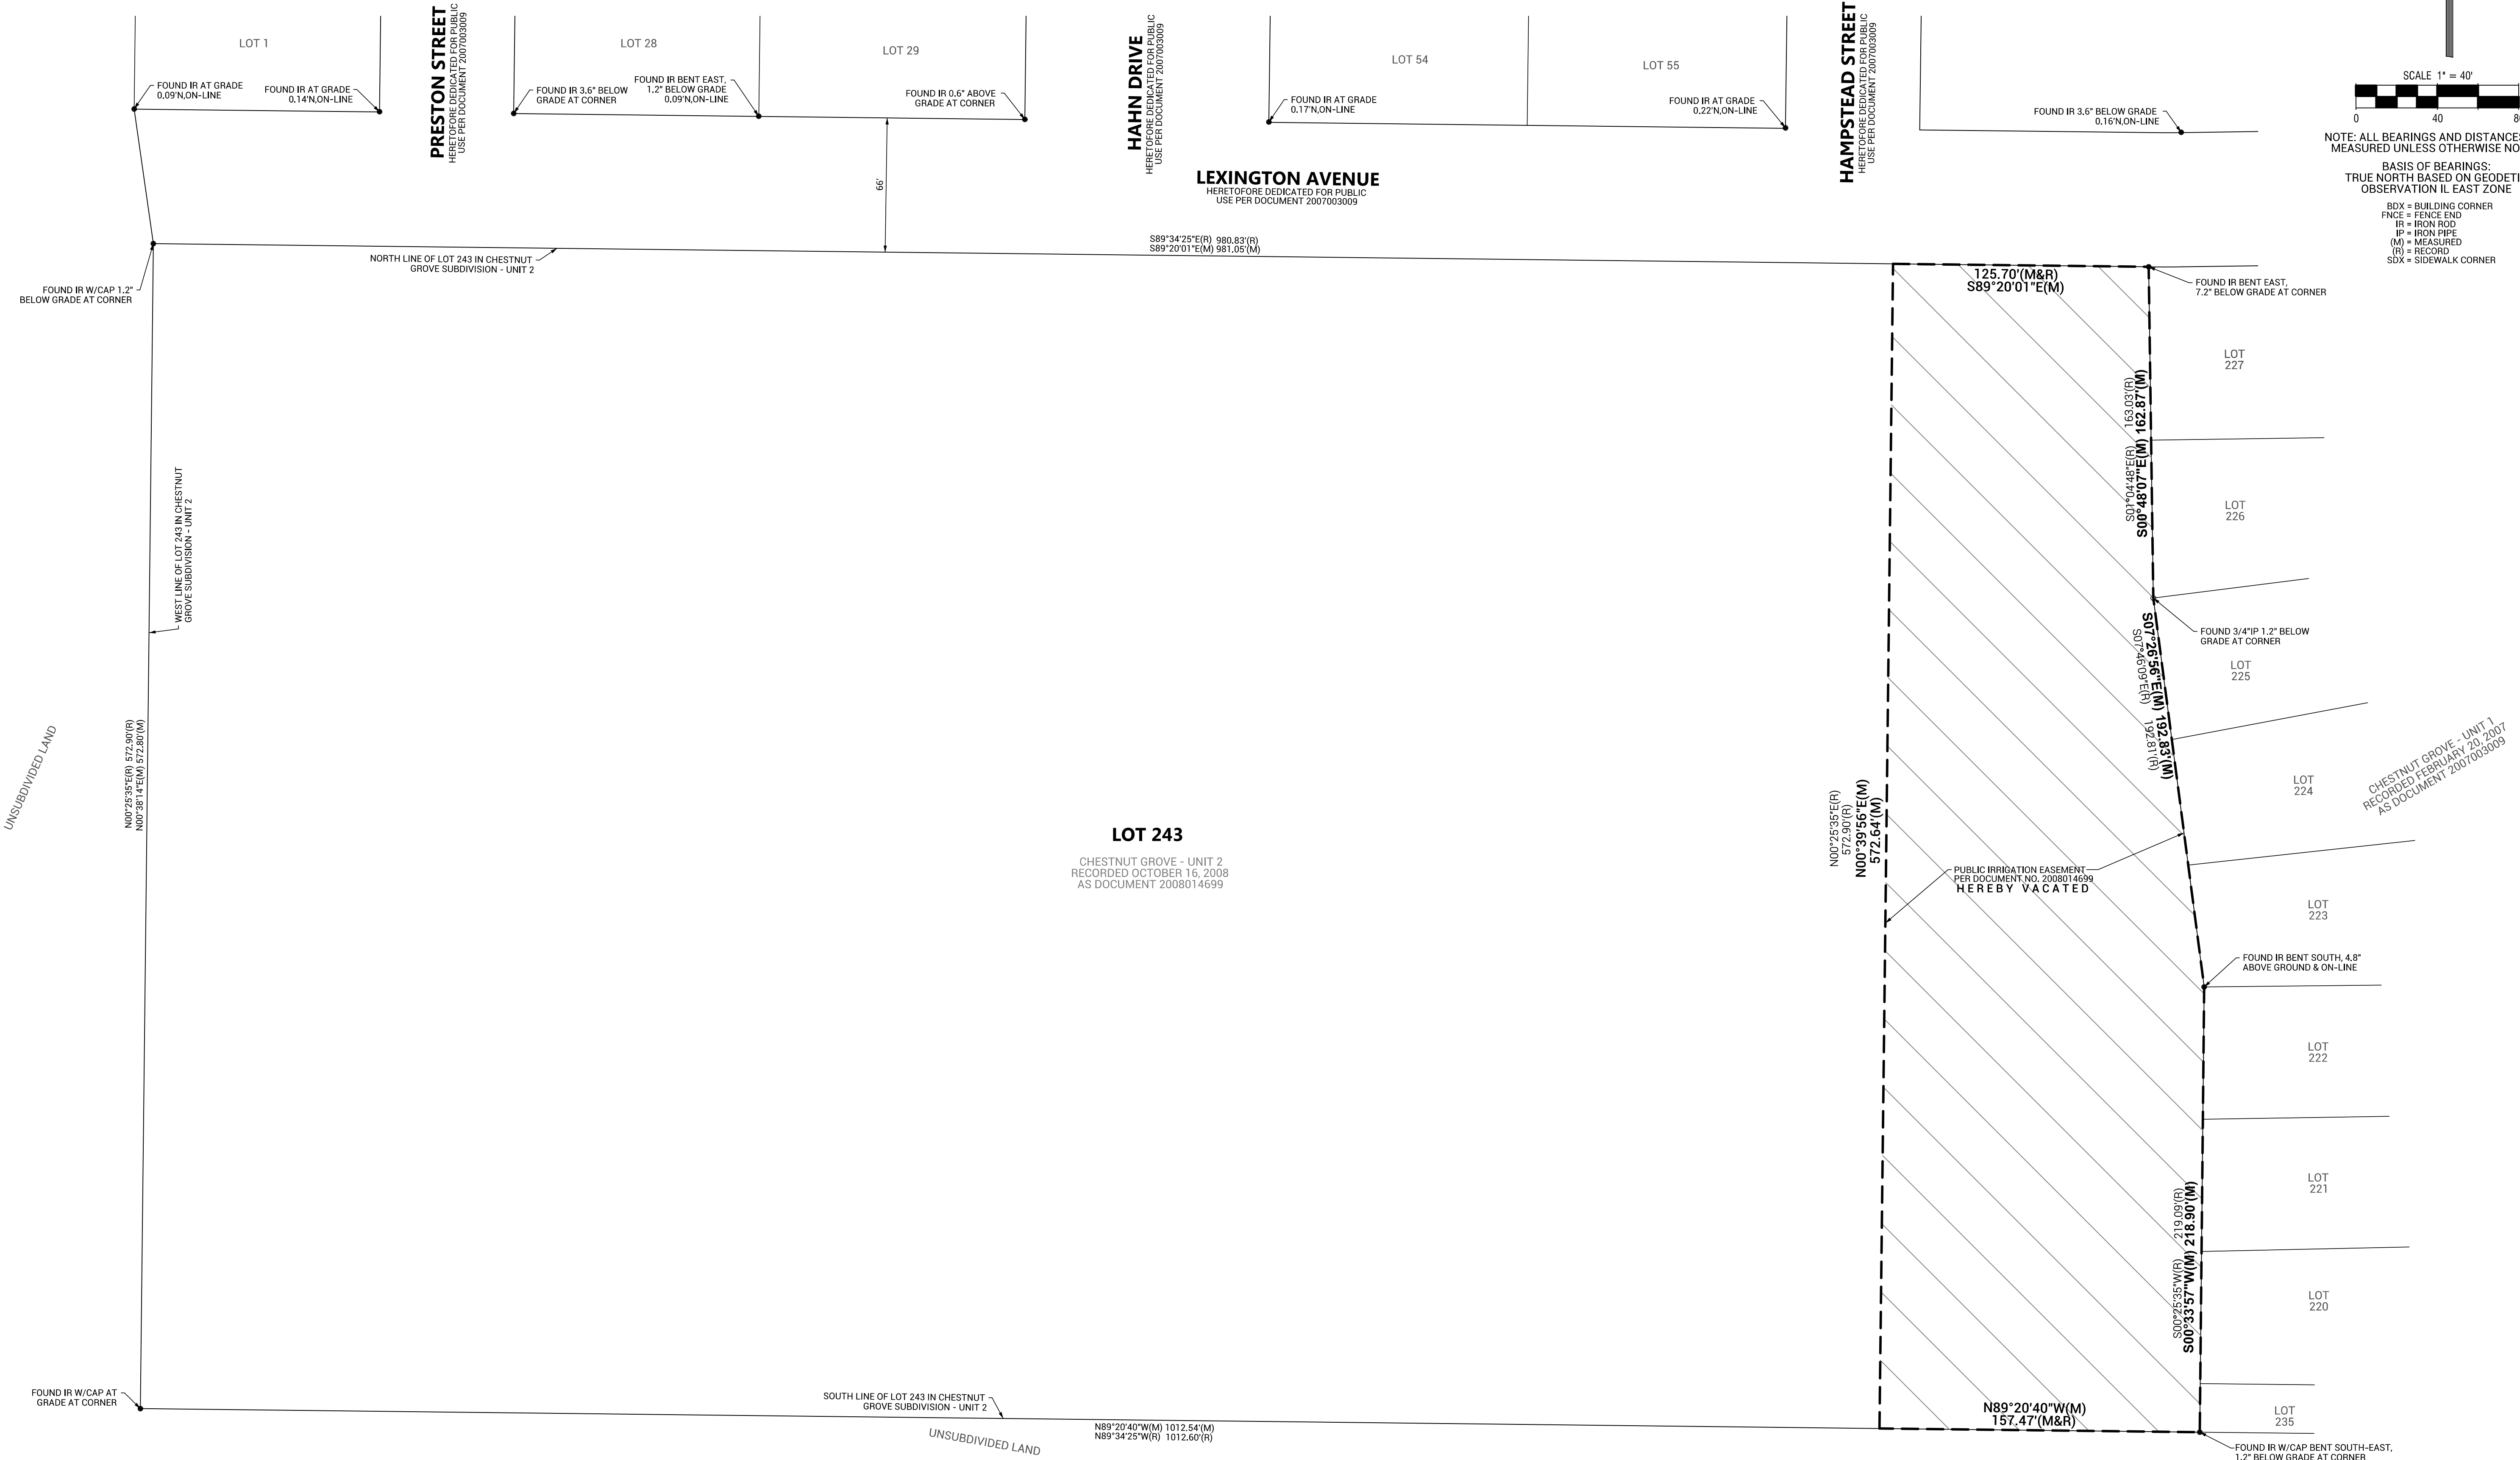 LOT 1
PRESTON STREET
HERETOFORE DEDICATED FOR PUBLIC
USE PER DOCUMENT 2007003009
LOT 28
LOT 29
HAHN DRIVE
HERETOFORE DEDICATED FOR PUBLIC
USE PER DOCUMENT 2007003009
LOT 54
LOT 55
HAMPSTEAD STREET
HERETOFORE DEDICATED FOR PUBLIC
USE PER DOCUMENT 2007003009
FOUND IR AT GRADE
0.09'N,ON-LINE
FOUND IR AT GRADE
0.14'N,ON-LINE
FOUND IR 3.6" BELOW
GRADE AT CORNER
FOUND IR BENT EAST,
1.2" BELOW GRADE
0.09'N,ON-LINE
FOUND IR 0.6" ABOVE
GRADE AT CORNER
FOUND IR AT GRADE
0.17'N,ON-LINE
FOUND IR AT GRADE
0.22'N,ON-LINE
FOUND IR 3.6" BELOW GRADE
0.16'N,ON-LINE
SCALE 1" = 40'
0 40
NOTE: ALL BEARINGS AND
MEASURED UNLESS OTHERWISE
BASIS OF BEARINGS:
TRUE NORTH BASED ON
OBSERVATION IL EAST ZONE
BDX = BUILDING CORNER
FNCE = FENCE END
IR = IRON ROD
IP = IRON PIPE
(M) = MEASURED
(R) = RECORD
SDX = SIDEWALK CORNER
66'
LEXINGTON AVENUE
HERETOFORE DEDICATED FOR PUBLIC
USE PER DOCUMENT 2007003009
S89°34'25"E(R) 980.83'(R)
S89°20'01"E(M) 981.05'(M)
NORTH LINE OF LOT 243 IN CHESTNUT
GROVE SUBDIVISION - UNIT 2
FOUND IR W/CAP 1.2"
BELOW GRADE AT CORNER
125.70'(M&R)
S89°20'01"E(M)
FOUND IR BENT EAST,
7.2" BELOW GRADE AT CORNER
LOT
227
S01°04'48"E(R) 163.03'(R)
S00°48'07"E(M) 162.87'(M)
LOT
226
WEST LINE OF LOT 243 IN CHESTNUT
GROVE SUBDIVISION - UNIT 2
FOUND 3/4"IP 1.2" BELOW
GRADE AT CORNER
LOT
225
S07°26'56"E(M) 192.83'(M)
S07°46'09"E(R) 192.81'(R)
UNSUBDIVIDED LAND
N00°25'35"E(R) 572.90'(R)
N00°38'14"E(M) 572.80'(M)
LOT
224
CHESTNUT GROVE - UNIT 1
RECORDED FEBRUARY 20, 2007
AS DOCUMENT 2007003009
LOT 243
CHESTNUT GROVE - UNIT 2
RECORDED OCTOBER 16, 2008
AS DOCUMENT 2008014699
N00°25'35"E(R)
572.90'(R)
N00°39'56"E(M)
572.64'(M)
PUBLIC IRRIGATION EASEMENT
PER DOCUMENT NO. 2008014699
HEREBY VACATED
LOT
223
FOUND IR BENT SOUTH, 4.8"
ABOVE GROUND & ON-LINE
LOT
222
LOT
221
S00°25'35"W(R) 219.09'(R)
S00°33'57"W(M) 218.90'(M)
LOT
220
FOUND IR W/CAP AT
GRADE AT CORNER
SOUTH LINE OF LOT 243 IN CHESTNUT
GROVE SUBDIVISION - UNIT 2
UNSUBDIVIDED LAND
N89°20'40"W(M) 1012.54'(M)
N89°34'25"W(R) 1012.60'(R)
N89°20'40"W(M)
157.47'(M&R)
LOT
235
FOUND IR W/CAP BENT SOUTH-EAST,
1.2" BELOW GRADE AT CORNER